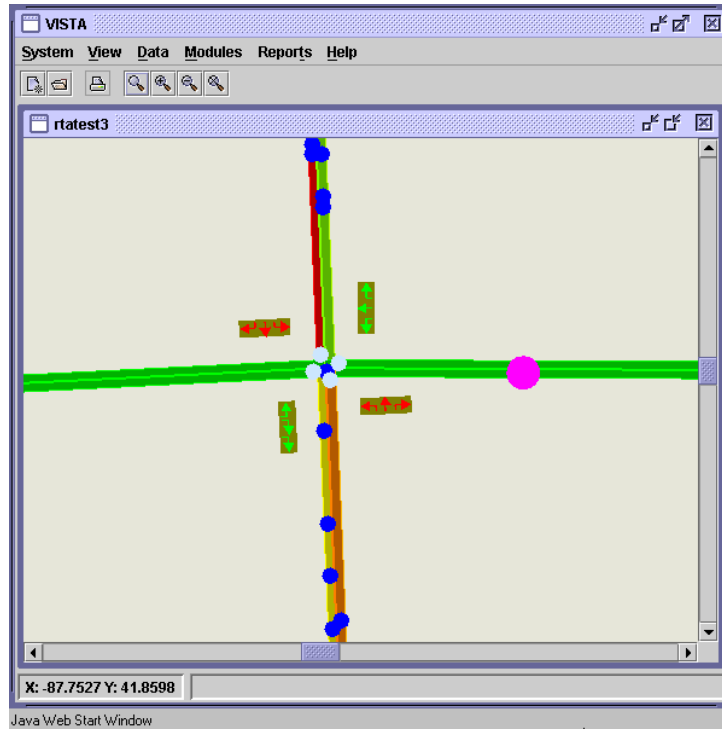 VISTA
System View Data Modules Reports Help
rtatest3
X: -87.7527 Y: 41.8598
Java Web Start Window